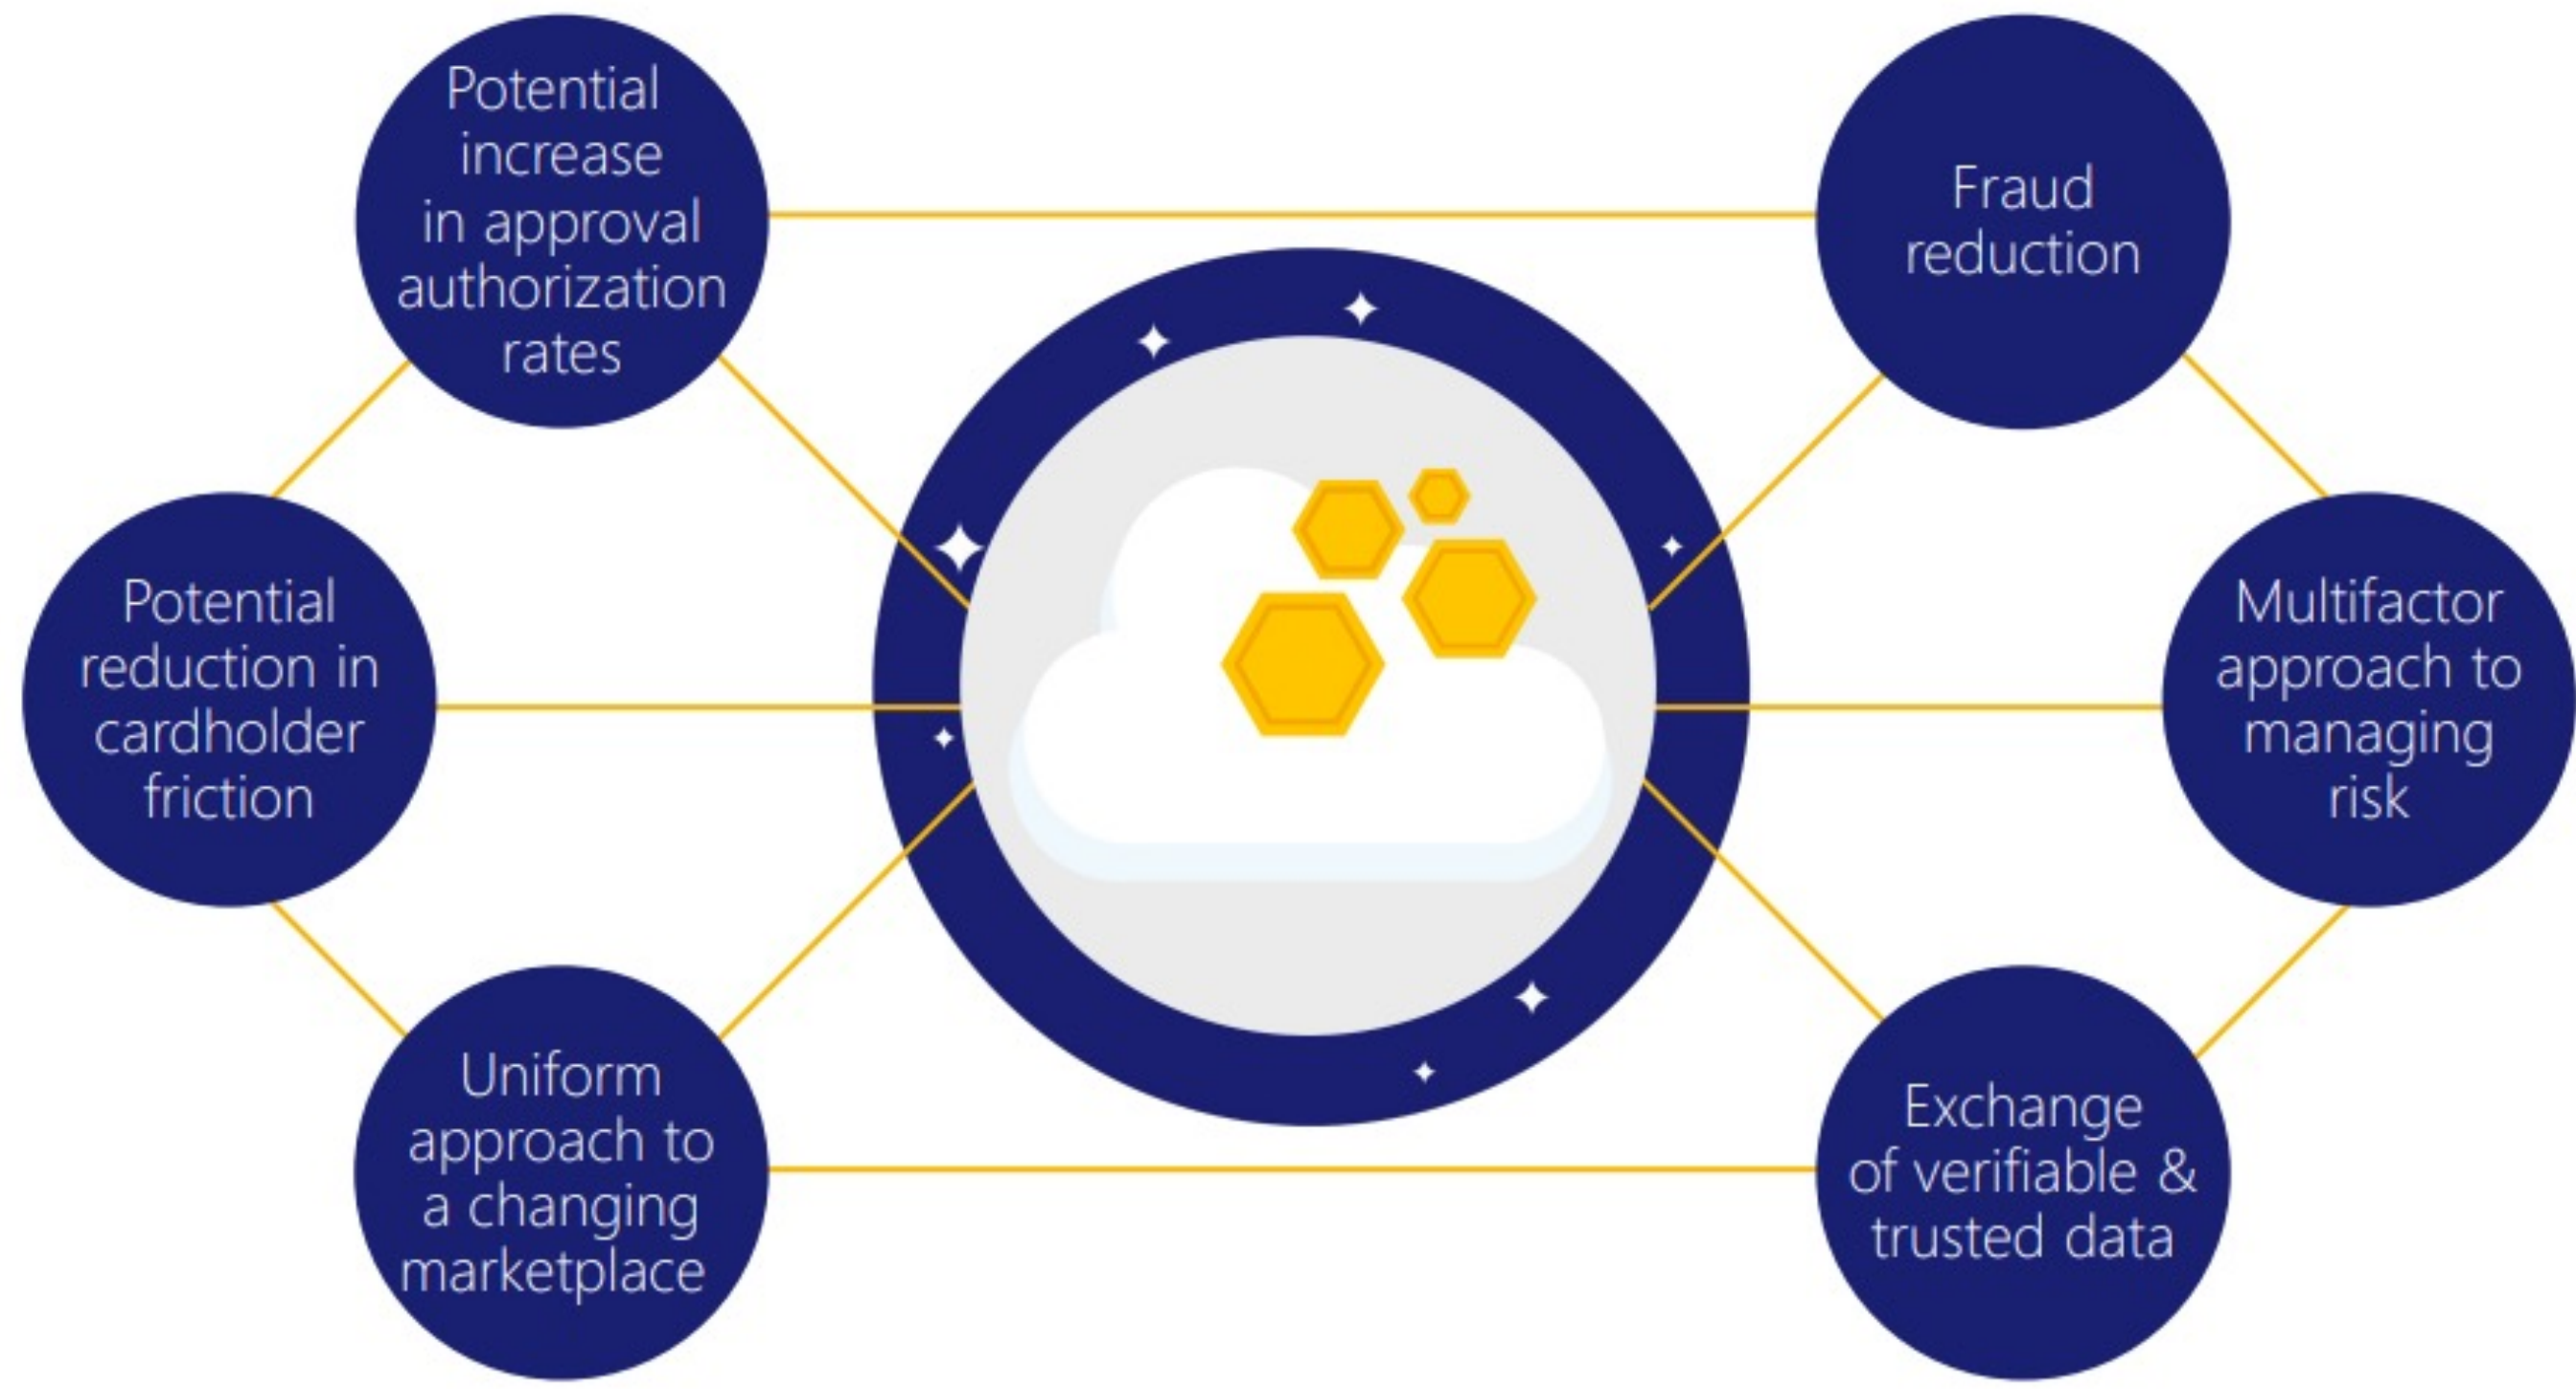 Potential
increase
in approval
authorization
rates
Fraud
reduction
Potential
reduction in
cardholder
friction
Multifactor
approach to
managing
risk
Uniform
approach to
a changing
marketplace
Exchange
of verifiable &
trusted data